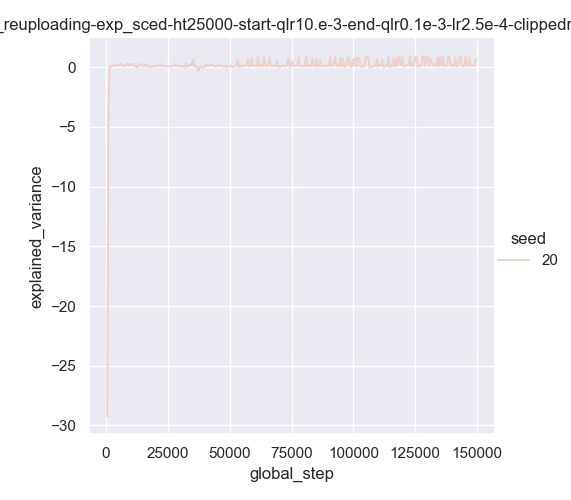 _reuploading-exp_sced-ht25000-start-qlr10.e-3-end-qlr0.1e-3-lr2.5e-4-clippedr
0
−5
−10
−15
−20
−25
−30
explained_variance
0 25000 50000 75000 100000 125000 150000
global_step
seed
20